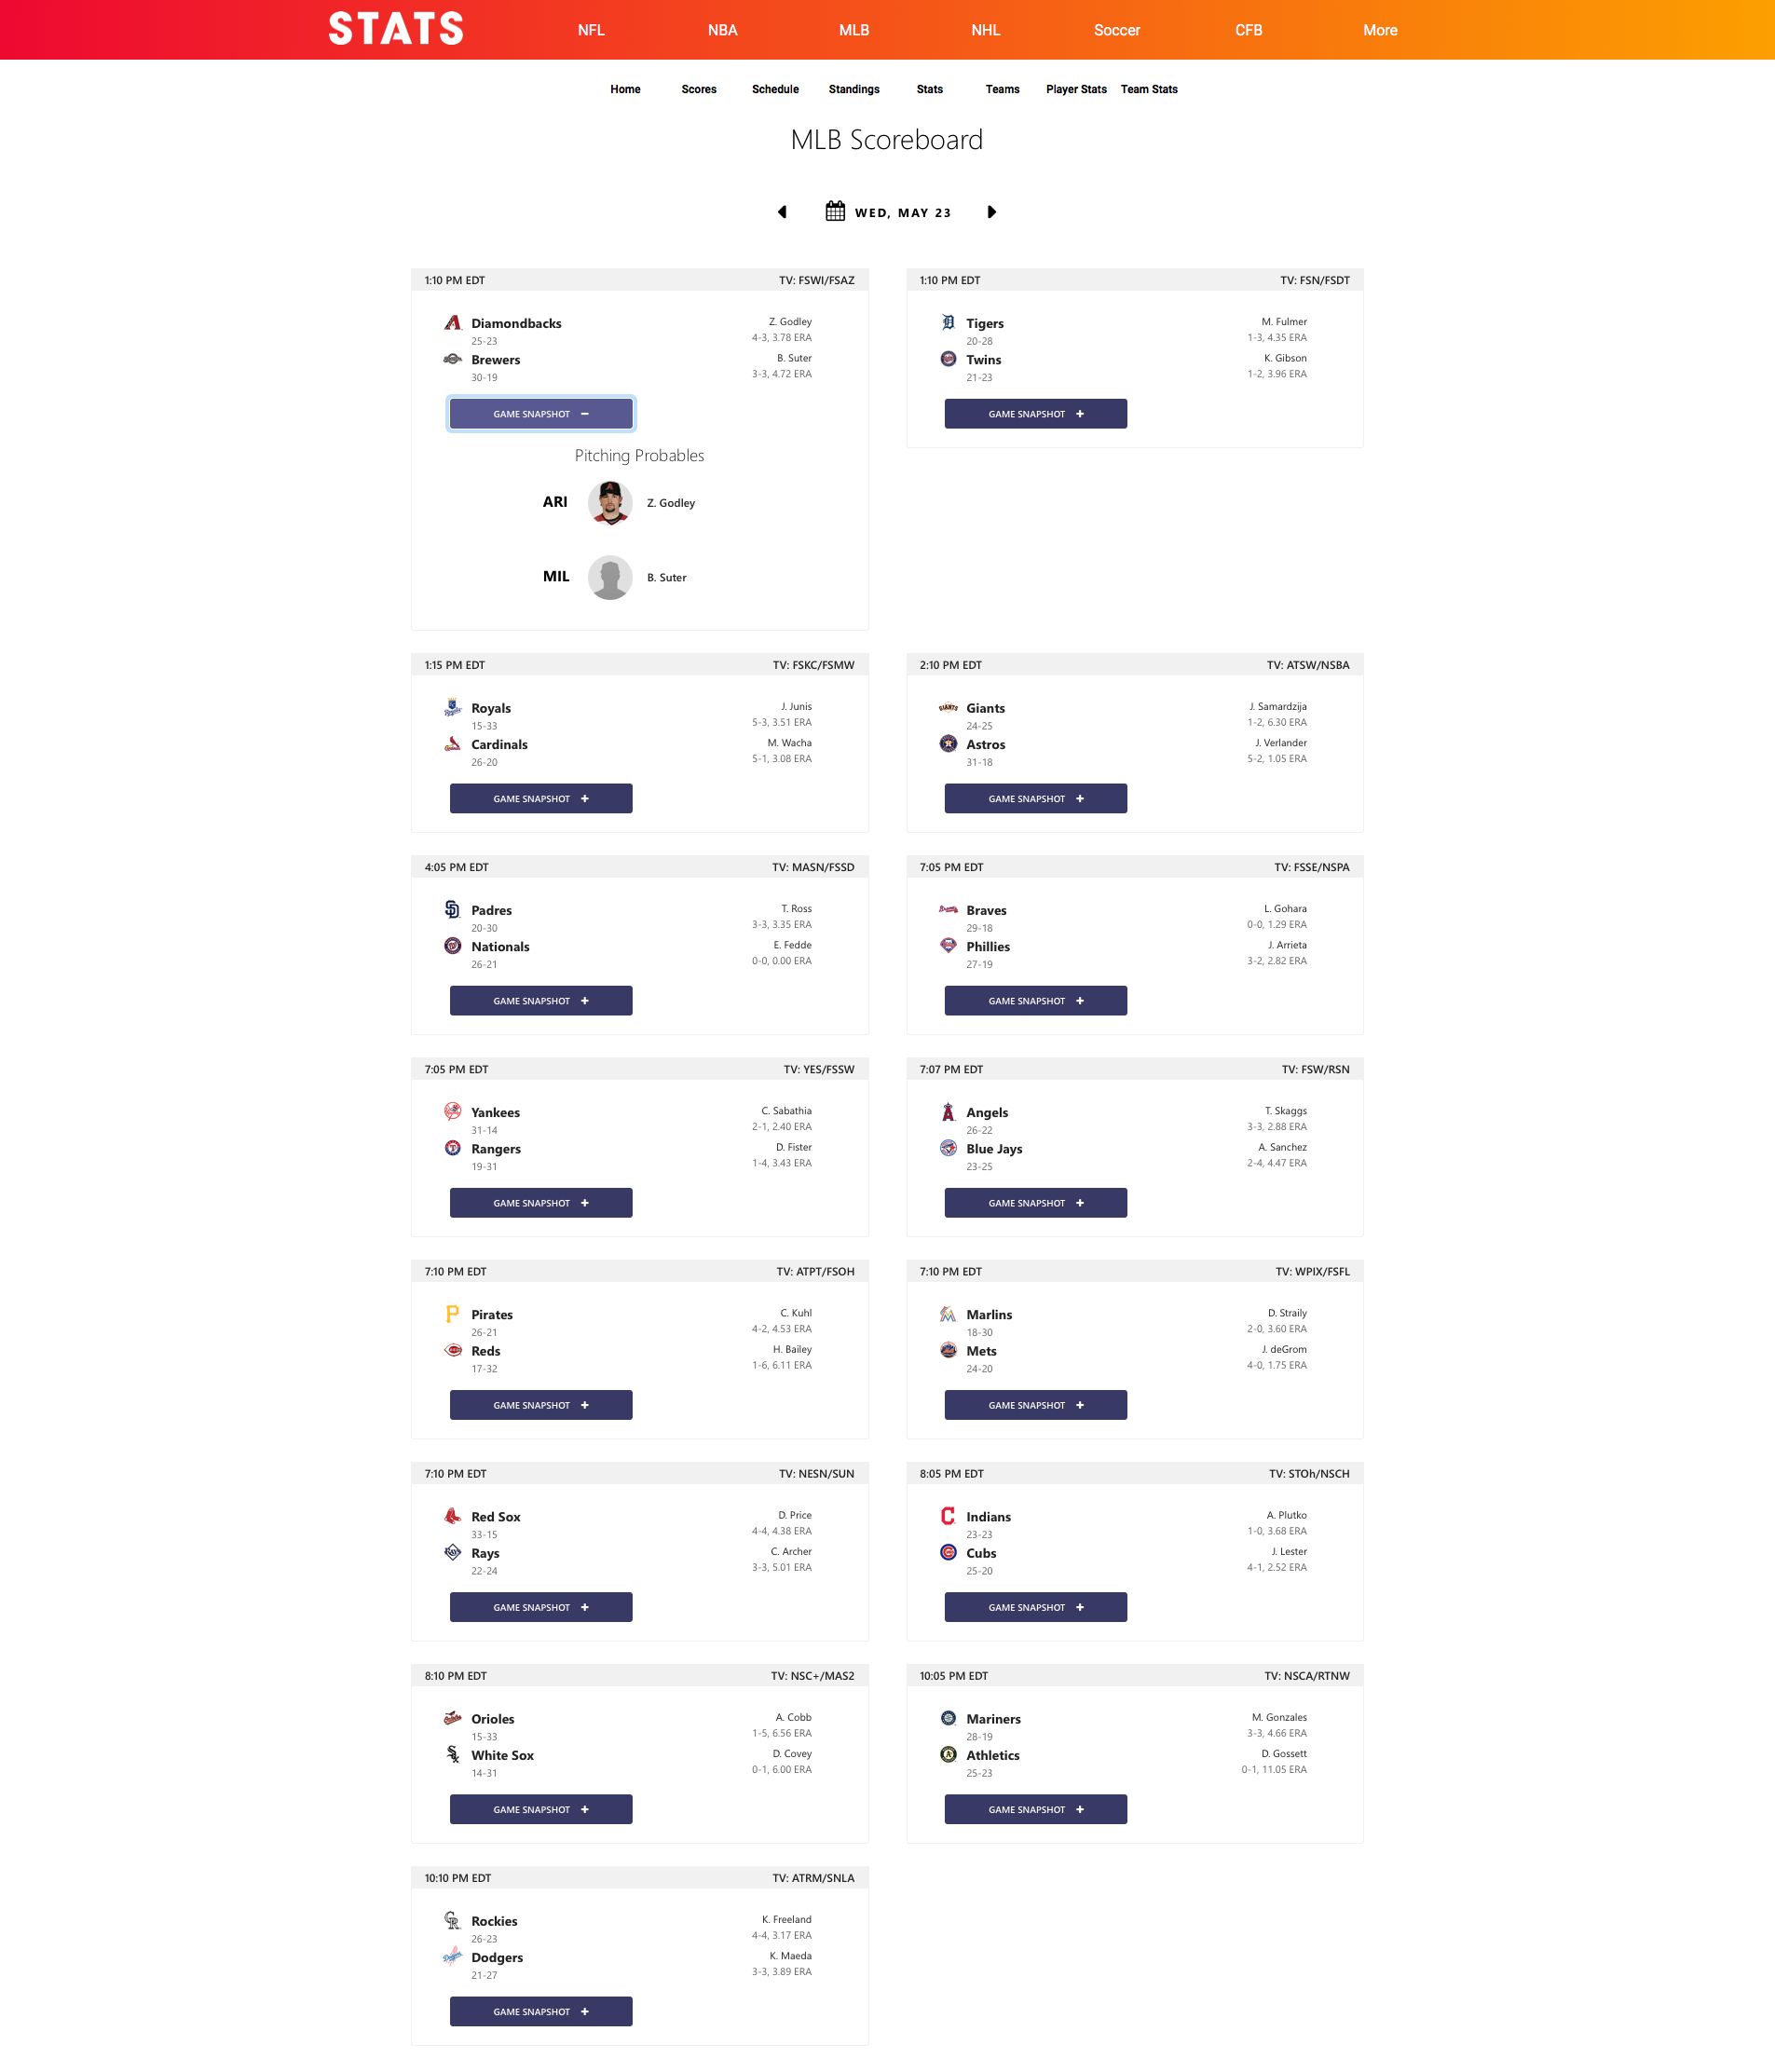 STATS
NFL NBA MLB NHL Soccer CFB More
Home Scores Schedule Standings Stats Teams Player Stats Team Stats
MLB Scoreboard
WED, MAY 23
1:10 PM EDT TV: FSWI/FSAZ
Diamondbacks Z. Godley
25-23 4-3, 3.78 ERA
Brewers B. Suter
30-19 3-3, 4.72 ERA
GAME SNAPSHOT −
Pitching Probables
ARI Z. Godley
MIL B. Suter
1:10 PM EDT TV: FSN/FSDT
Tigers M. Fulmer
20-28 1-3, 4.35 ERA
Twins K. Gibson
21-23 1-2, 3.96 ERA
GAME SNAPSHOT +
1:15 PM EDT TV: FSKC/FSMW
Royals J. Junis
15-33 5-3, 3.51 ERA
Cardinals M. Wacha
26-20 5-1, 3.08 ERA
GAME SNAPSHOT +
2:10 PM EDT TV: ATSW/NSBA
Giants J. Samardzija
24-25 1-2, 6.30 ERA
Astros J. Verlander
31-18 5-2, 1.05 ERA
GAME SNAPSHOT +
4:05 PM EDT TV: MASN/FSSD
Padres T. Ross
20-30 3-3, 3.35 ERA
Nationals E. Fedde
26-21 0-0, 0.00 ERA
GAME SNAPSHOT +
7:05 PM EDT TV: FSSE/NSPA
Braves L. Gohara
29-18 0-0, 1.29 ERA
Phillies J. Arrieta
27-19 3-2, 2.82 ERA
GAME SNAPSHOT +
7:05 PM EDT TV: YES/FSSW
Yankees C. Sabathia
31-14 2-1, 2.40 ERA
Rangers D. Fister
19-31 1-4, 3.43 ERA
GAME SNAPSHOT +
7:07 PM EDT TV: FSW/RSN
Angels T. Skaggs
26-22 3-3, 2.88 ERA
Blue Jays A. Sanchez
23-25 2-4, 4.47 ERA
GAME SNAPSHOT +
7:10 PM EDT TV: ATPT/FSOH
Pirates C. Kuhl
26-21 4-2, 4.53 ERA
Reds H. Bailey
17-32 1-6, 6.11 ERA
GAME SNAPSHOT +
7:10 PM EDT TV: WPIX/FSFL
Marlins D. Straily
18-30 2-0, 3.60 ERA
Mets J. deGrom
24-20 4-0, 1.75 ERA
GAME SNAPSHOT +
7:10 PM EDT TV: NESN/SUN
Red Sox D. Price
33-15 4-4, 4.38 ERA
Rays C. Archer
22-24 3-3, 5.01 ERA
GAME SNAPSHOT +
8:05 PM EDT TV: STOh/NSCH
Indians A. Plutko
23-23 1-0, 3.68 ERA
Cubs J. Lester
25-20 4-1, 2.52 ERA
GAME SNAPSHOT +
8:10 PM EDT TV: NSC+/MAS2
Orioles A. Cobb
15-33 1-5, 6.56 ERA
White Sox D. Covey
14-31 0-1, 6.00 ERA
GAME SNAPSHOT +
10:05 PM EDT TV: NSCA/RTNW
Mariners M. Gonzales
28-19 3-3, 4.66 ERA
Athletics D. Gossett
25-23 0-1, 11.05 ERA
GAME SNAPSHOT +
10:10 PM EDT TV: ATRM/SNLA
Rockies K. Freeland
26-23 4-4, 3.17 ERA
Dodgers K. Maeda
21-27 3-3, 3.89 ERA
GAME SNAPSHOT +